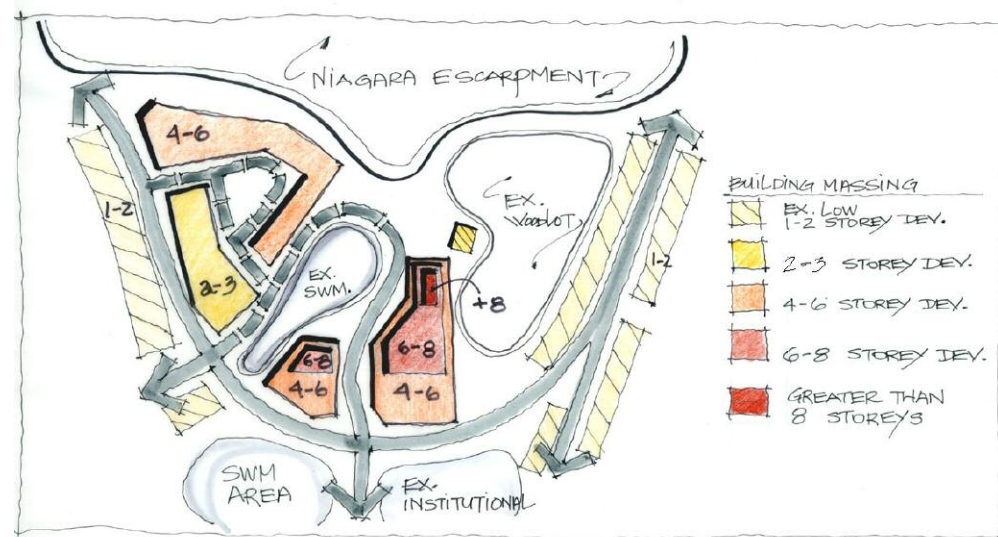 NIAGARA ESCARPMENT
4-6
1-2
2-3
EX.
SWM.
EX.
WOODLOT
1-2
+8
6-8
4-6
6-8
4-6
SWM
AREA
EX.
INSTITUTIONAL
BUILDING MASSING
EX. LOW
1-2 STOREY DEV.
2-3 STOREY DEV.
4-6 STOREY DEV.
6-8 STOREY DEV.
GREATER THAN
8 STOREYS